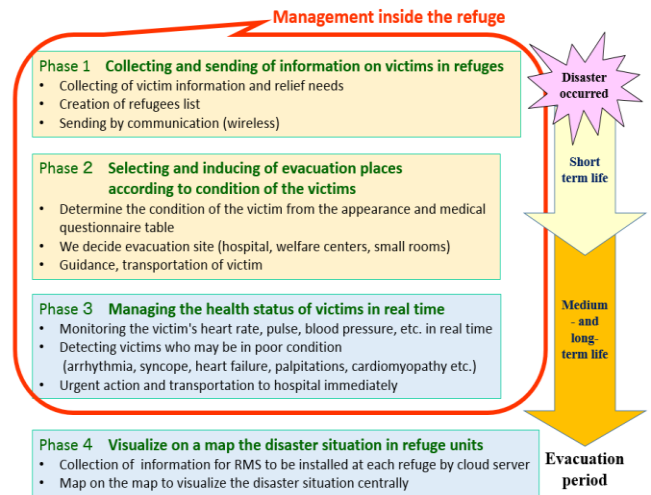 Management inside the refuge
Phase 1 Collecting and sending of information on victims in refuges
• Collecting of victim information and relief needs
• Creation of refugees list
• Sending by communication (wireless)
Phase 2 Selecting and inducing of evacuation places
according to condition of the victims
• Determine the condition of the victim from the appearance and medical
questionnaire table
• We decide evacuation site (hospital, welfare centers, small rooms)
• Guidance, transportation of victim
Phase 3 Managing the health status of victims in real time
• Monitoring the victim's heart rate, pulse, blood pressure, etc. in real time
• Detecting victims who may be in poor condition
(arrhythmia, syncope, heart failure, palpitations, cardiomyopathy etc.)
• Urgent action and transportation to hospital immediately
Phase 4 Visualize on a map the disaster situation in refuge units
• Collection of information for RMS to be installed at each refuge by cloud server
• Map on the map to visualize the disaster situation centrally
Disaster
occurred
Short
term life
Medium
- and
long-
term life
Evacuation
period